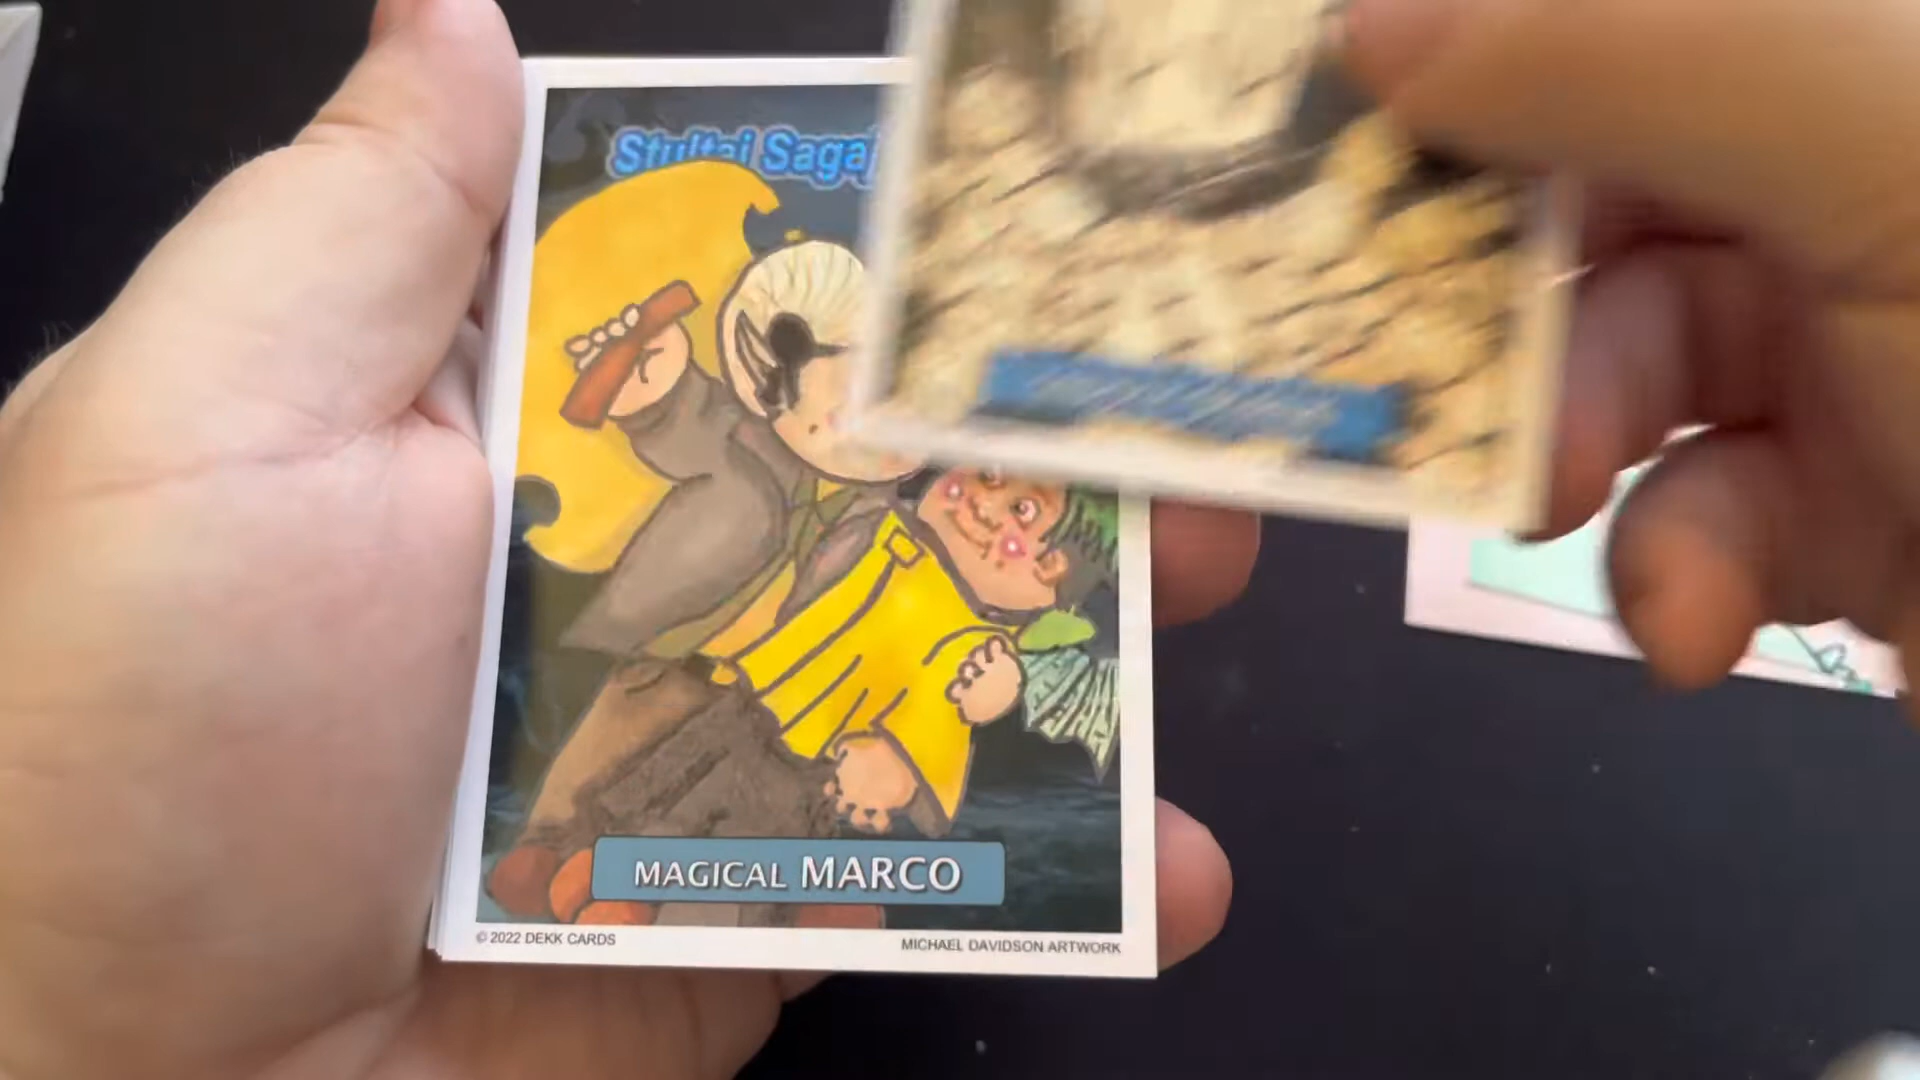 Stultai Saga
MAGICAL MARCO
© 2022 DEKK CARDS
MICHAEL DAVIDSON ARTWORK